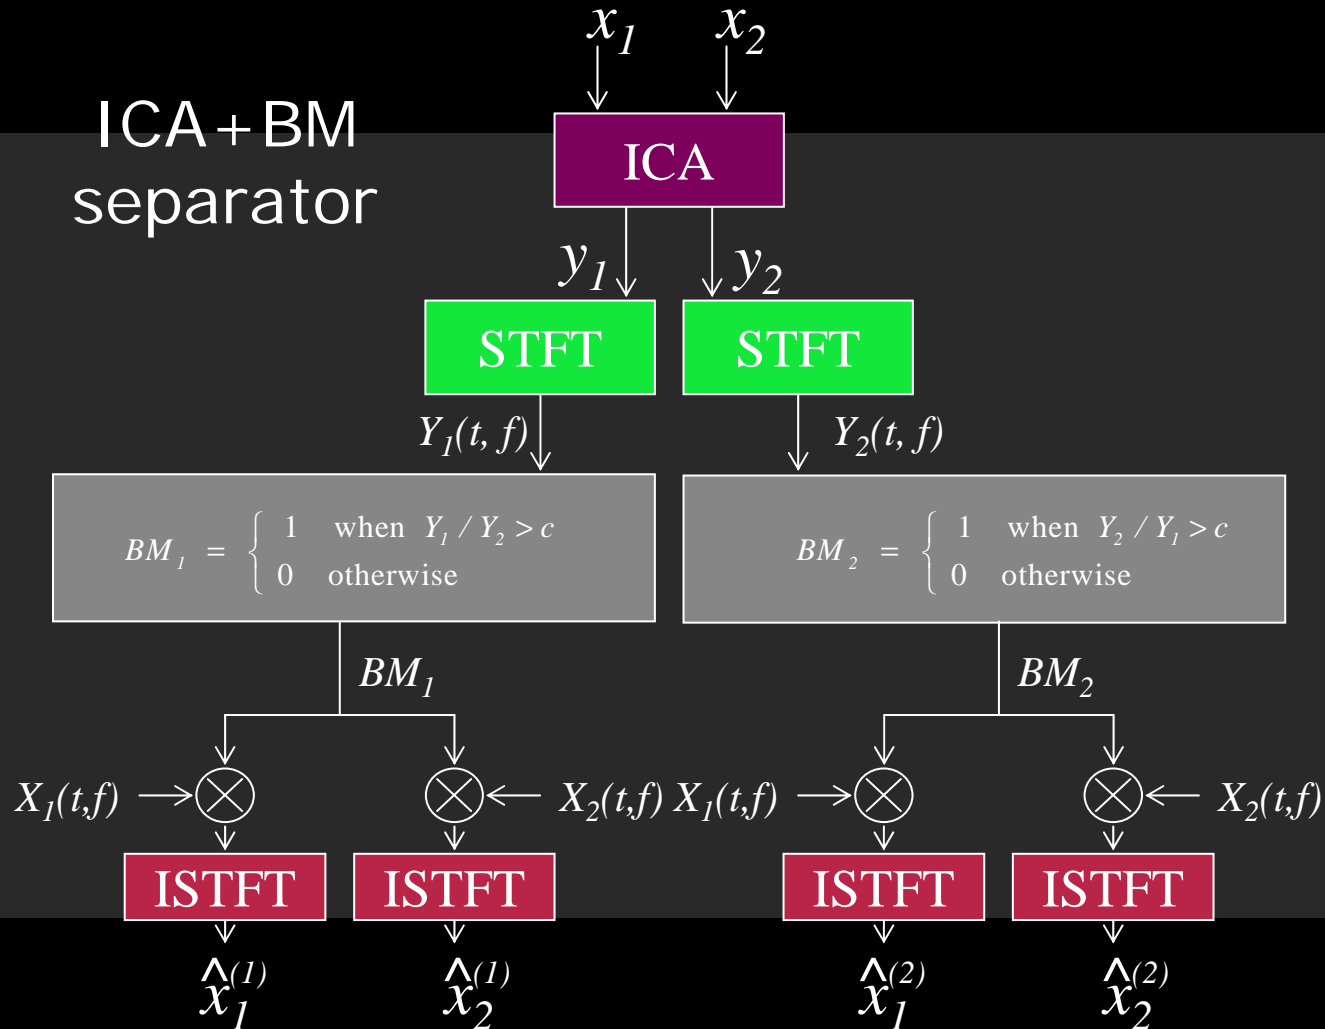 x₁ x₂
ICA+BM
separator
ICA
y₁ y₂
STFT STFT
Y₁(t, f) Y₂(t, f)
BM₁ = { 1 when Y₁ / Y₂ > c
0 otherwise
BM₂ = { 1 when Y₂ / Y₁ > c
0 otherwise
BM₁ BM₂
X₁(t,f) X₂(t,f) X₁(t,f) X₂(t,f)
ISTFT ISTFT ISTFT ISTFT
x̂₁⁽¹⁾ x̂₂⁽¹⁾ x̂₁⁽²⁾ x̂₂⁽²⁾